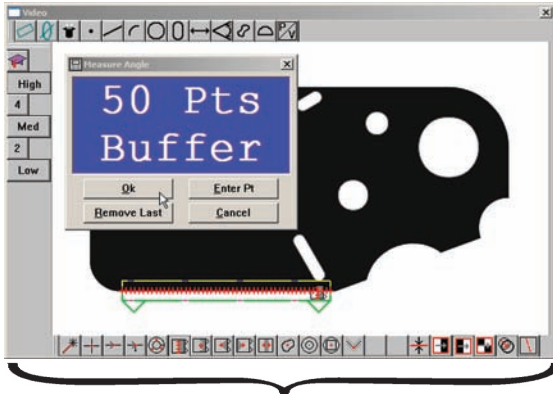 Video
High
4
Med
2
Low
Measure Angle
50 Pts
Buffer
Ok
Enter Pt
Remove Last
Cancel